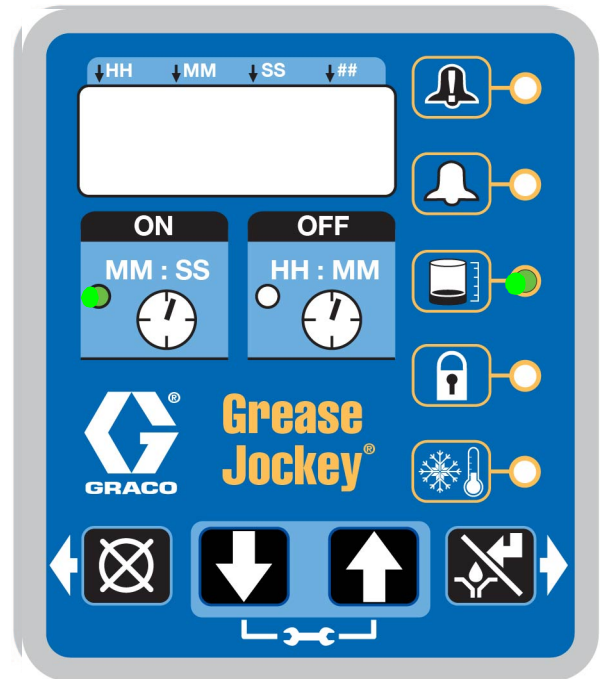 HH MM SS ##
ON OFF
MM : SS HH : MM
Grease
Jockey®
®
GRACO